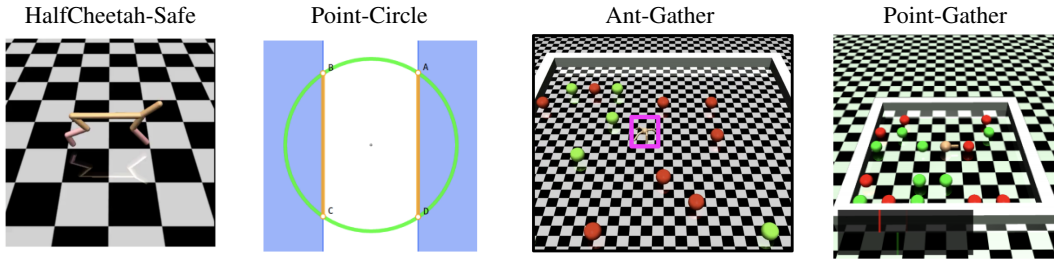 HalfCheetah-Safe
Point-Circle
Ant-Gather
Point-Gather
B
A
C
D